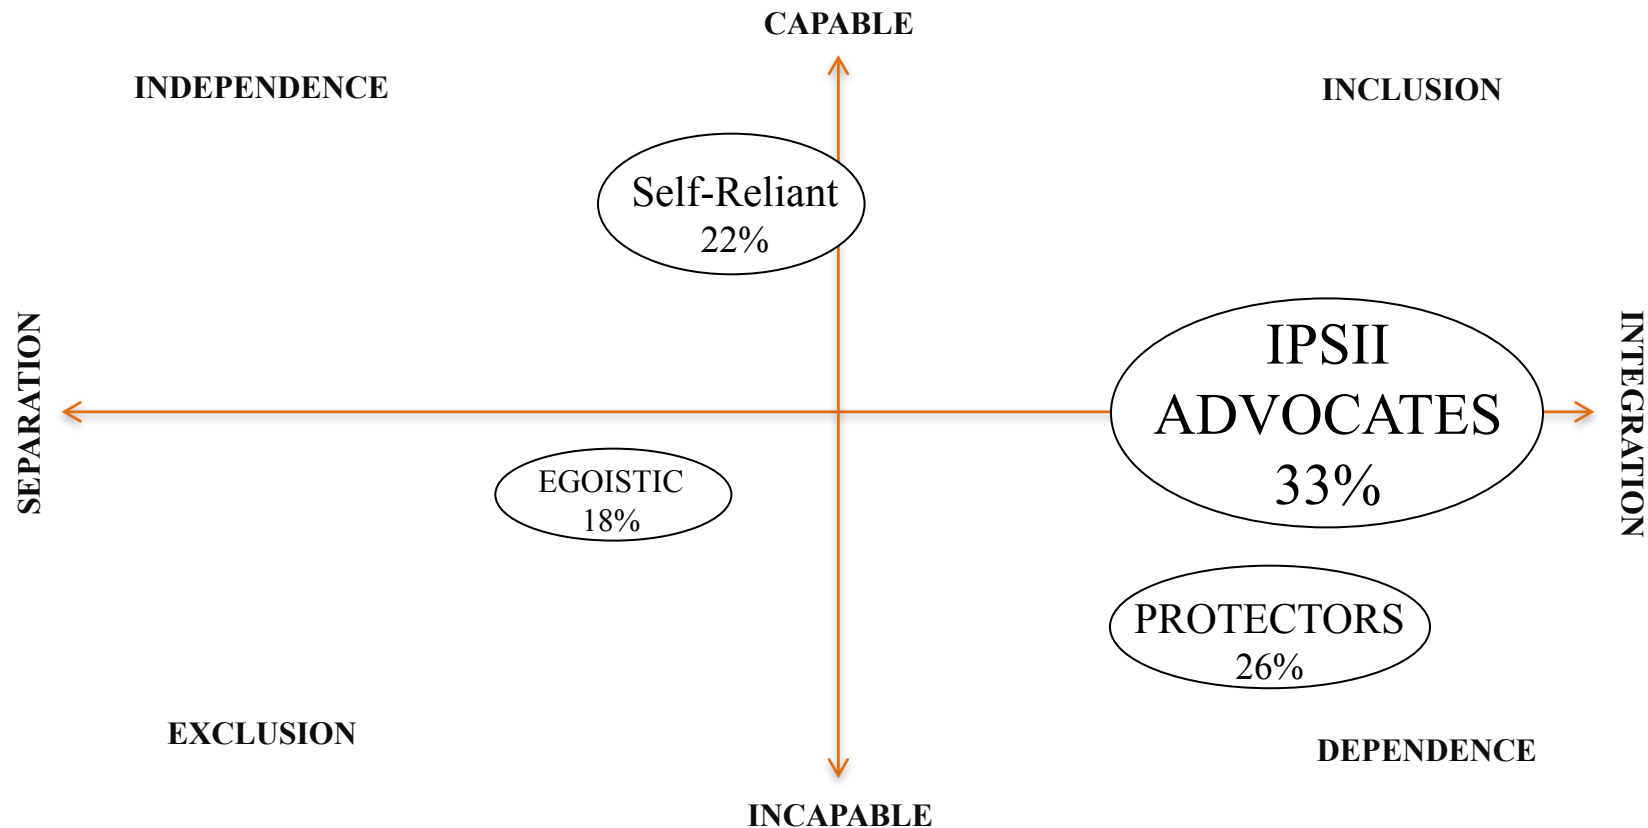 CAPABLE
INDEPENDENCE
INCLUSION
Self-Reliant
22%
SEPARATION
IPSII
ADVOCATES
33%
INTEGRATION
EGOISTIC
18%
PROTECTORS
26%
EXCLUSION
DEPENDENCE
INCAPABLE